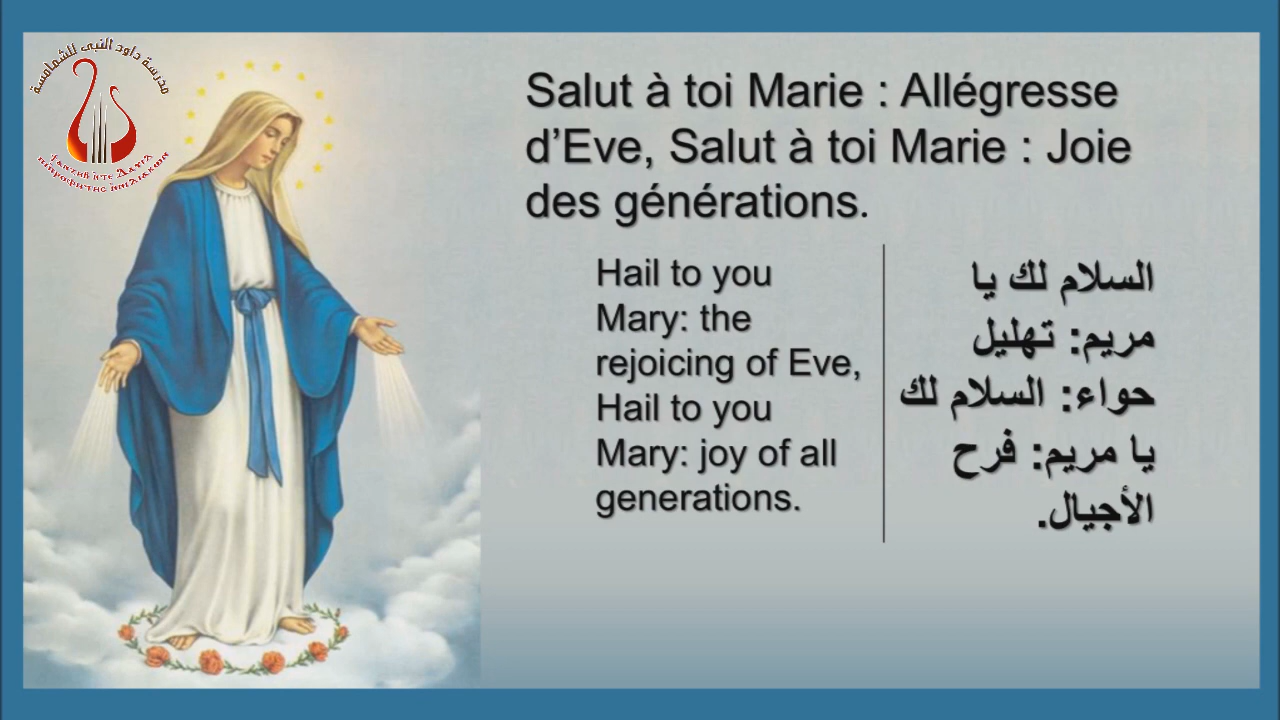 مدرسة داود النبى للشمامسة
Salut à toi Marie : Allégresse
d’Eve, Salut à toi Marie : Joie
des générations.
Hail to you
Mary: the
rejoicing of Eve,
Hail to you
Mary: joy of all
generations.
السلام لك يا
مريم: تهليل
حواء: السلام لك
يا مريم: فرح
الأجيال.